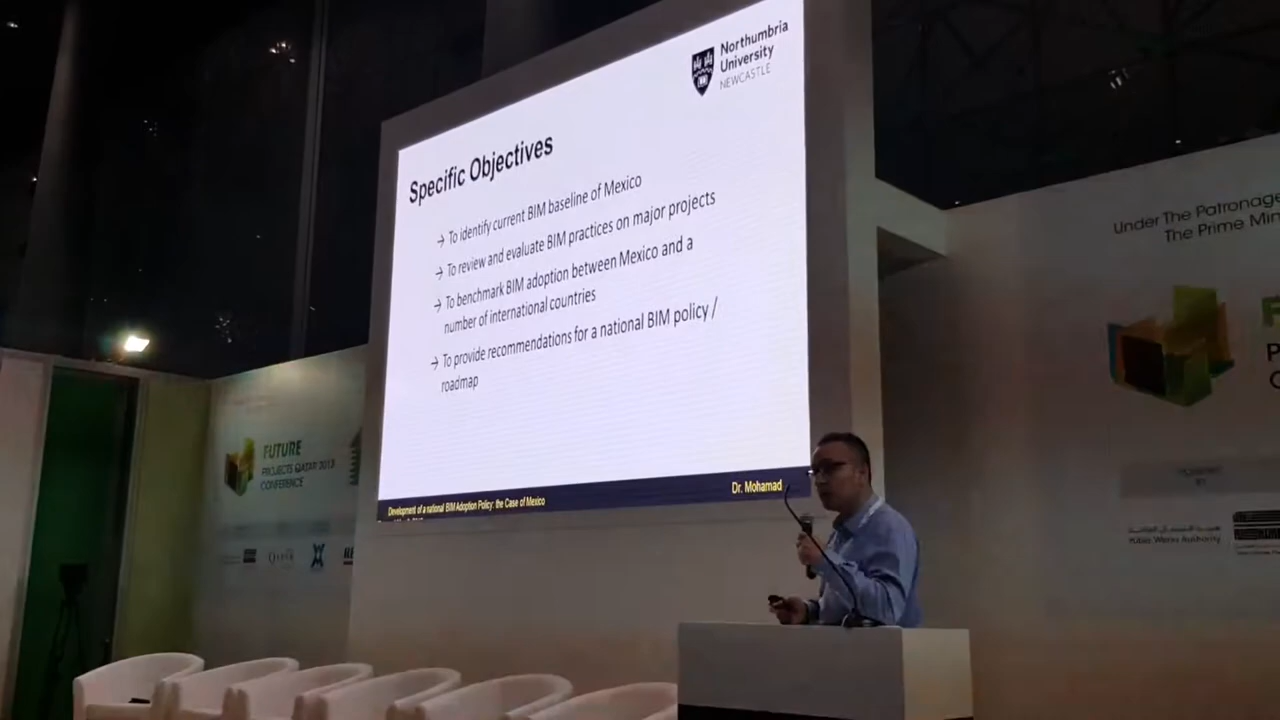 Northumbria
University
NEWCASTLE
Specific Objectives
→ To identify current BIM baseline of Mexico
→ To review and evaluate BIM practices on major projects
→ To benchmark BIM adoption between Mexico and a
number of international countries
→ To provide recommendations for a national BIM policy /
roadmap
Development of a national BIM Adoption Policy: the Case of Mexico
Dr. Mohamad
FUTURE
PROJECTS QATAR 2019
CONFERENCE
Under The Patronage
The Prime Min
Public Works Authority